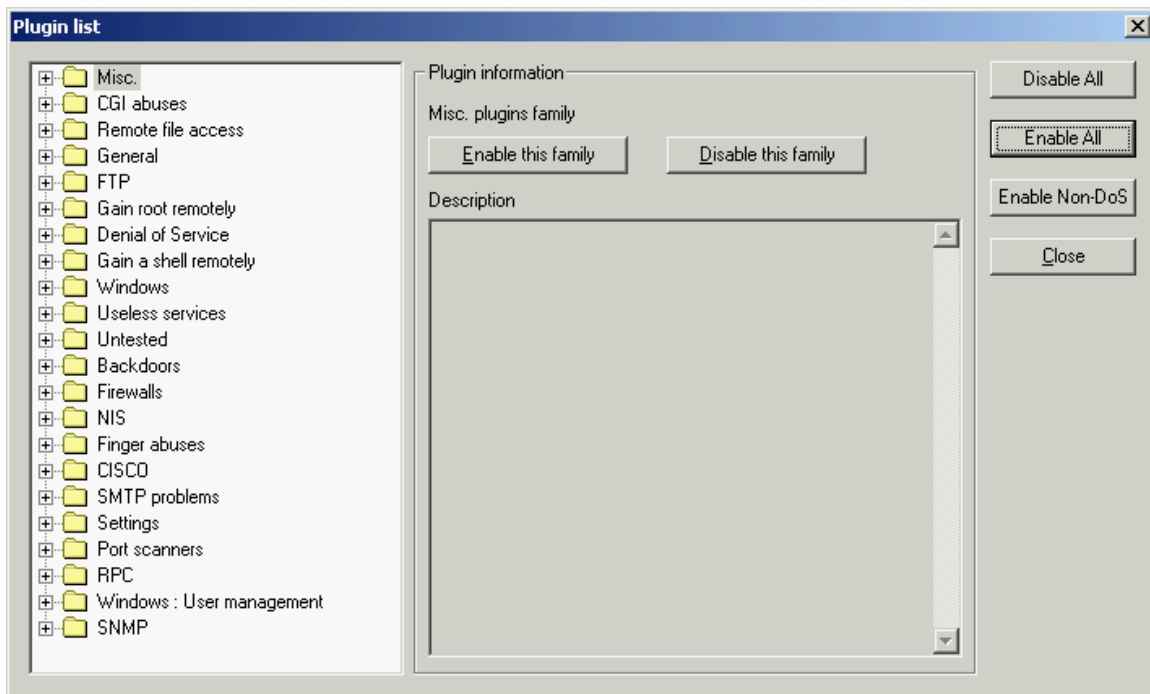 Plugin list
Misc.
CGI abuses
Remote file access
General
FTP
Gain root remotely
Denial of Service
Gain a shell remotely
Windows
Useless services
Untested
Backdoors
Firewalls
NIS
Finger abuses
CISCO
SMTP problems
Settings
Port scanners
RPC
Windows : User management
SNMP
Plugin information
Misc. plugins family
Enable this family
Disable this family
Description
Disable All
Enable All
Enable Non-DoS
Close